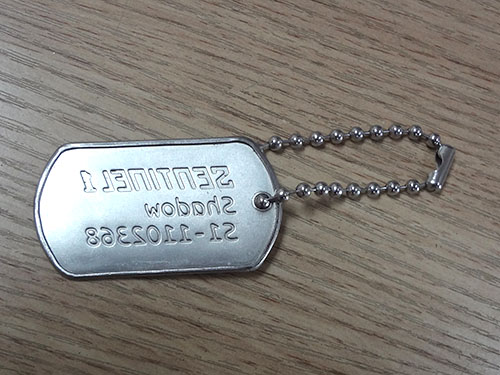 SENTINEL 1
Shadow
S1-1102368